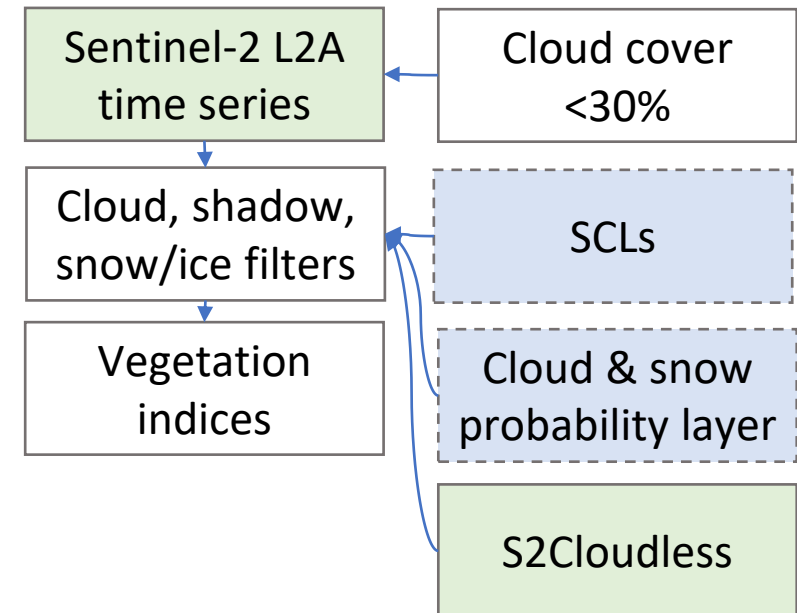 Sentinel-2 L2A
time series
Cloud cover
<30%
Cloud, shadow,
snow/ice filters
SCLs
Vegetation
indices
Cloud & snow
probability layer
S2Cloudless